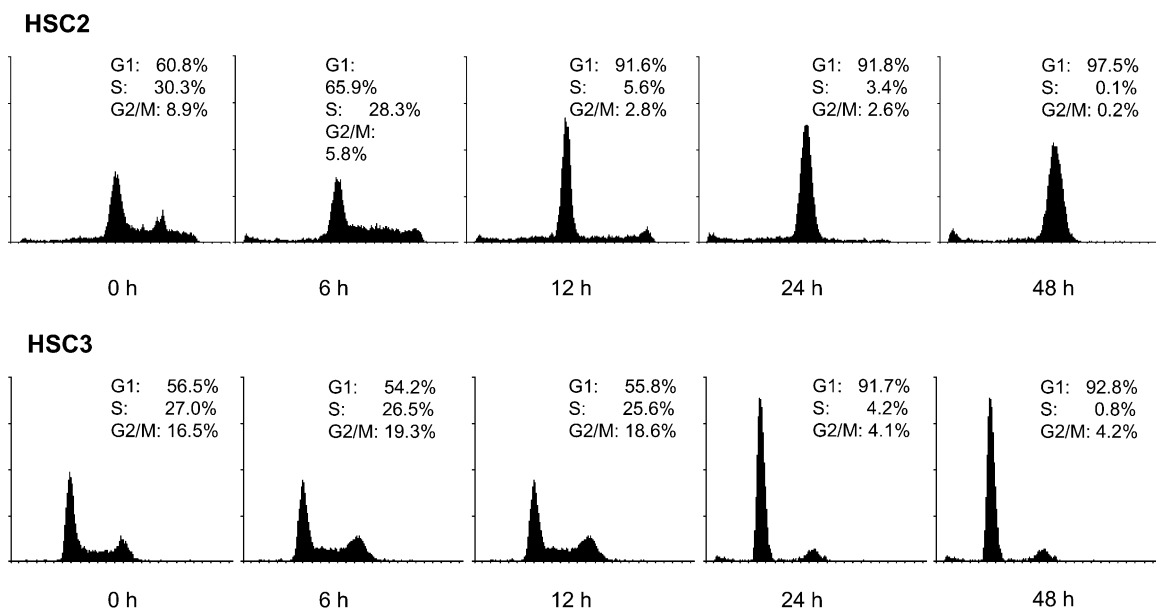 HSC2
G1: 60.8%
S: 30.3%
G2/M: 8.9%
G1:
65.9%
S: 28.3%
G2/M:
5.8%
G1: 91.6%
S: 5.6%
G2/M: 2.8%
G1: 91.8%
S: 3.4%
G2/M: 2.6%
G1: 97.5%
S: 0.1%
G2/M: 0.2%
0 h
6 h
12 h
24 h
48 h
HSC3
G1: 56.5%
S: 27.0%
G2/M: 16.5%
G1: 54.2%
S: 26.5%
G2/M: 19.3%
G1: 55.8%
S: 25.6%
G2/M: 18.6%
G1: 91.7%
S: 4.2%
G2/M: 4.1%
G1: 92.8%
S: 0.8%
G2/M: 4.2%
0 h
6 h
12 h
24 h
48 h